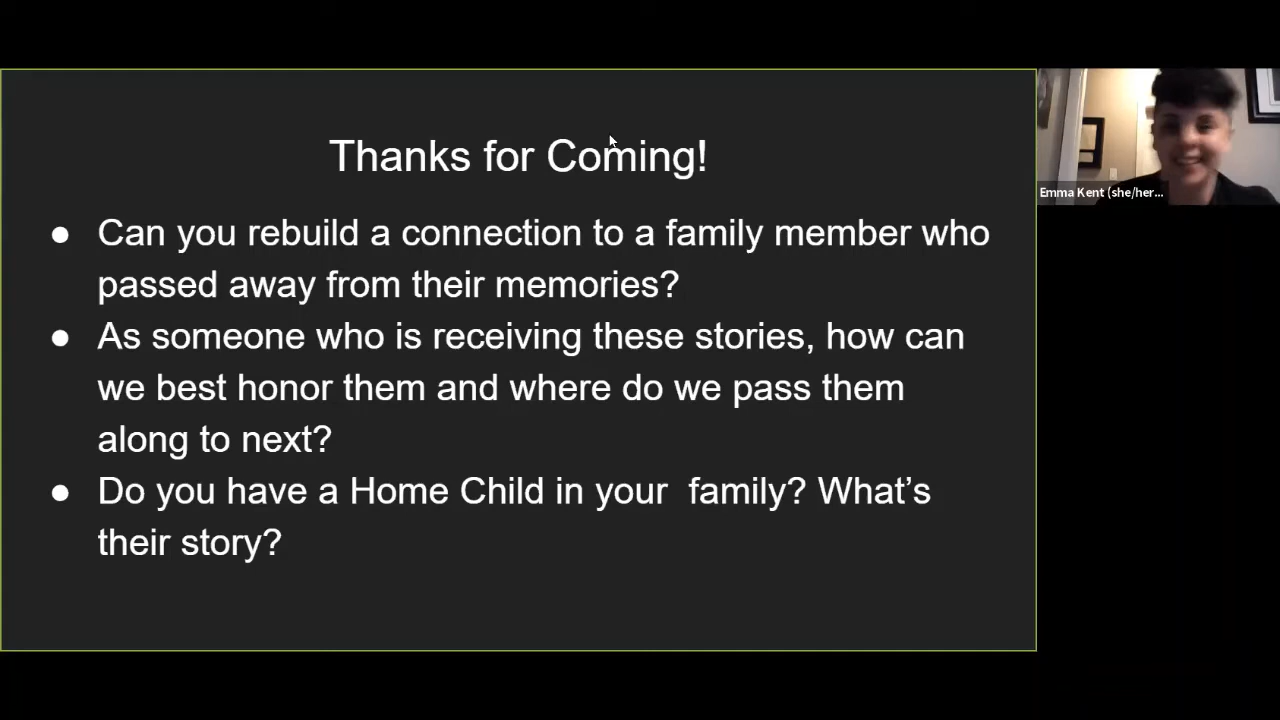 Thanks for Coming!
● Can you rebuild a connection to a family member who
passed away from their memories?
● As someone who is receiving these stories, how can
we best honor them and where do we pass them
along to next?
● Do you have a Home Child in your  family? What’s
their story?
Emma Kent (she/her...